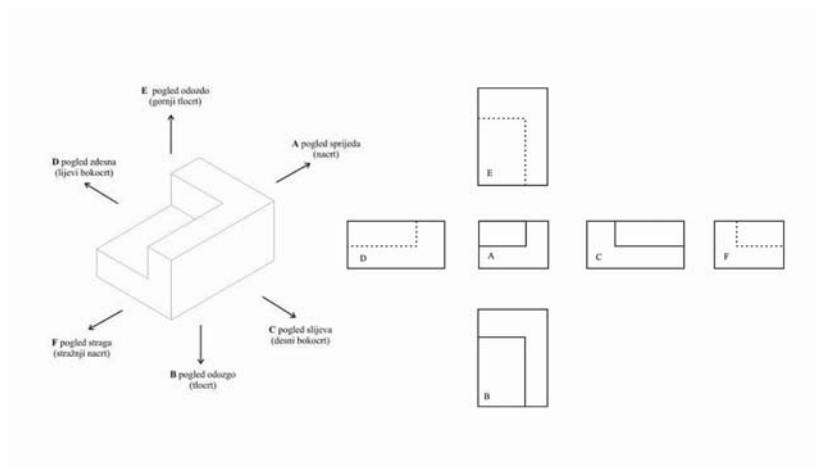 E pogled odozdo
(gornji tlocrt)
A pogled sprijeda
(nacrt)
D pogled zdesna
(lijevi bokocrt)
C pogled slijeva
(desni bokocrt)
F pogled straga
(stražnji nacrt)
B pogled odozgo
(tlocrt)
E
D
A
C
F
B